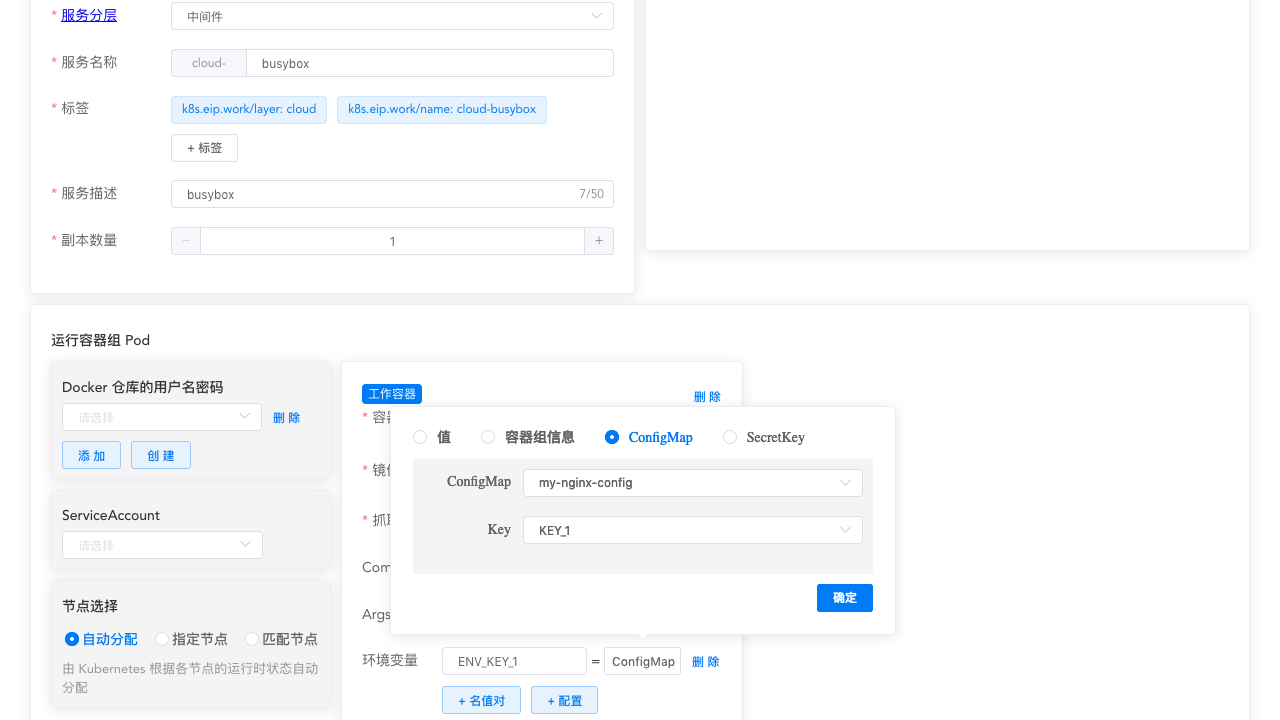 * 服务分层 中间件
* 服务名称 cloud- busybox
* 标签 k8s.eip.work/layer: cloud k8s.eip.work/name: cloud-busybox
+ 标签
* 服务描述 busybox 7/50
* 副本数量 − 1 +
运行容器组 Pod
Docker 仓库的用户名密码
请选择 删 除
添 加 创 建
ServiceAccount
请选择
节点选择
自动分配 指定节点 匹配节点
由 Kubernetes 根据各节点的运行时状态自动
分配
工作容器 删 除
* 容
* 镜
* 抓
Com
Args
值 容器组信息 ConfigMap SecretKey
ConfigMap my-nginx-config
Key KEY_1
确定
环境变量 ENV_KEY_1 = ConfigMap 删 除
+ 名值对 + 配置